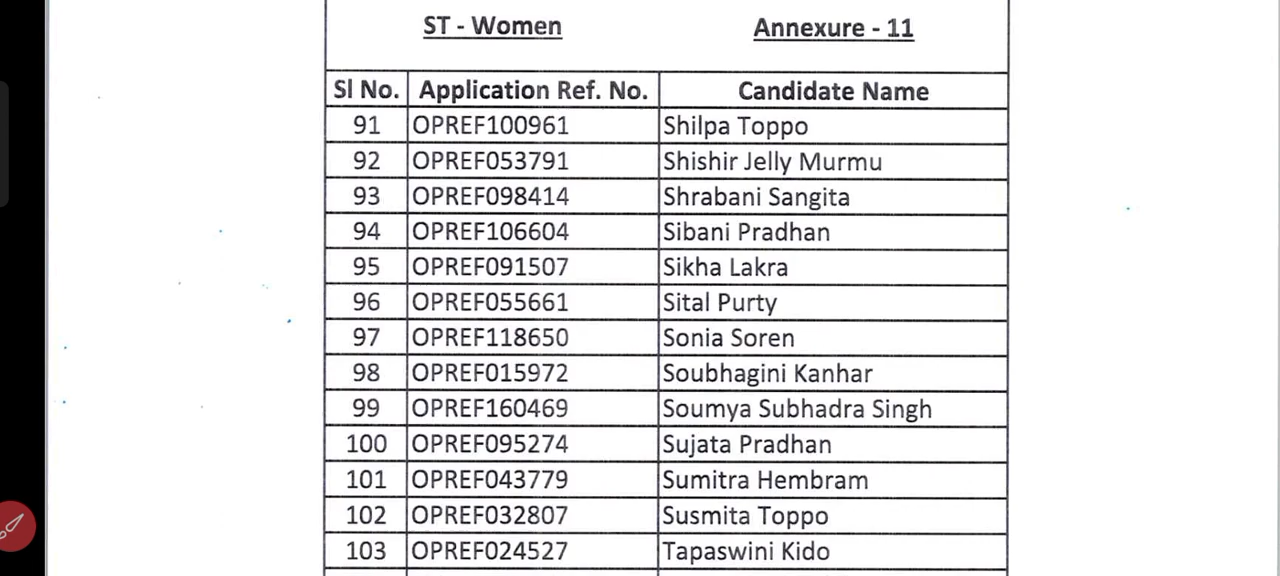 ST - Women Annexure - 11
Sl No. Application Ref. No. Candidate Name
91 OPREF100961 Shilpa Toppo
92 OPREF053791 Shishir Jelly Murmu
93 OPREF098414 Shrabani Sangita
94 OPREF106604 Sibani Pradhan
95 OPREF091507 Sikha Lakra
96 OPREF055661 Sital Purty
97 OPREF118650 Sonia Soren
98 OPREF015972 Soubhagini Kanhar
99 OPREF160469 Soumya Subhadra Singh
100 OPREF095274 Sujata Pradhan
101 OPREF043779 Sumitra Hembram
102 OPREF032807 Susmita Toppo
103 OPREF024527 Tapaswini Kido